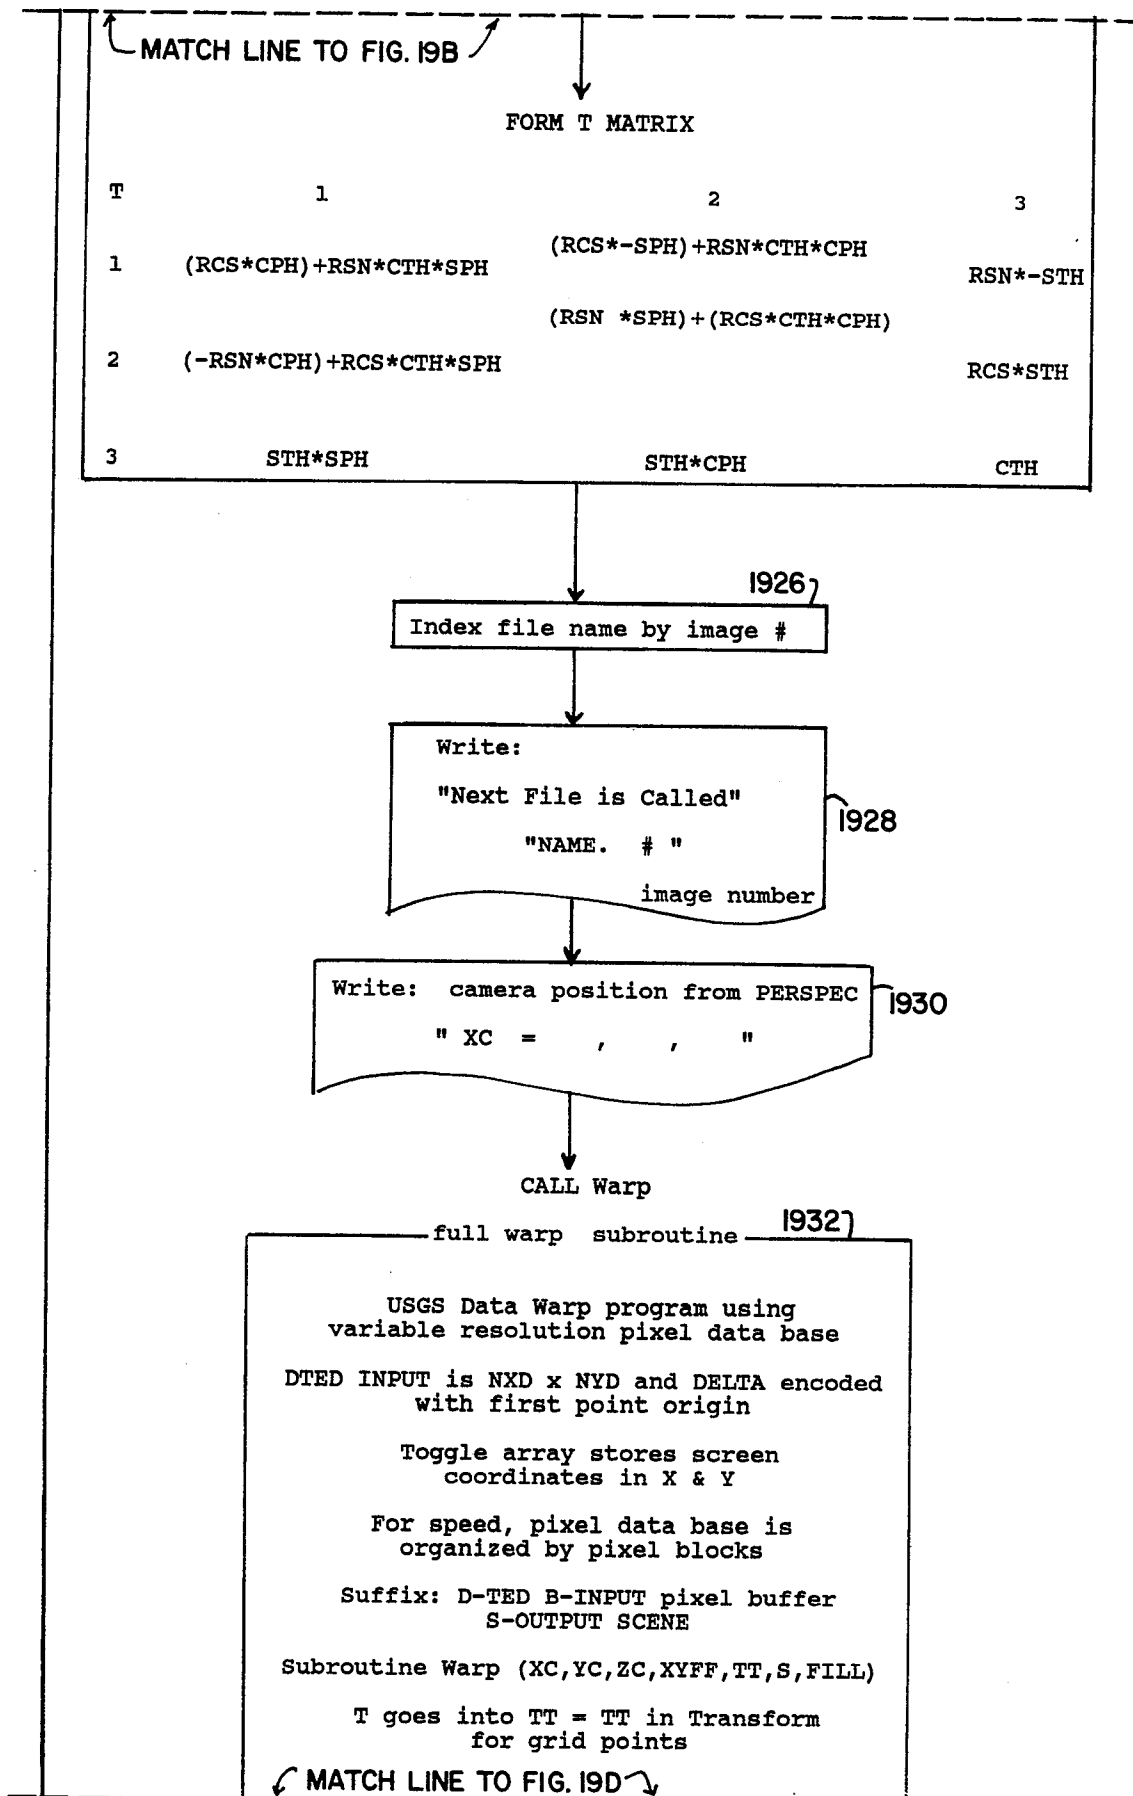 MATCH LINE TO FIG. 19B
FORM T MATRIX
T 1 2 3
(RCS*-SPH)+RSN*CTH*CPH
1 (RCS*CPH)+RSN*CTH*SPH RSN*-STH
(RSN *SPH)+(RCS*CTH*CPH)
2 (-RSN*CPH)+RCS*CTH*SPH RCS*STH
3 STH*SPH STH*CPH CTH
1926
Index file name by image #
Write:
"Next File is Called"
1928
"NAME. # "
image number
Write: camera position from PERSPEC
1930
" XC = , , "
CALL Warp
1932
full warp subroutine
USGS Data Warp program using
variable resolution pixel data base
DTED INPUT is NXD x NYD and DELTA encoded
with first point origin
Toggle array stores screen
coordinates in X & Y
For speed, pixel data base is
organized by pixel blocks
Suffix: D-TED B-INPUT pixel buffer
S-OUTPUT SCENE
Subroutine Warp (XC,YC,ZC,XYFF,TT,S,FILL)
T goes into TT = TT in Transform
for grid points
MATCH LINE TO FIG. 19D